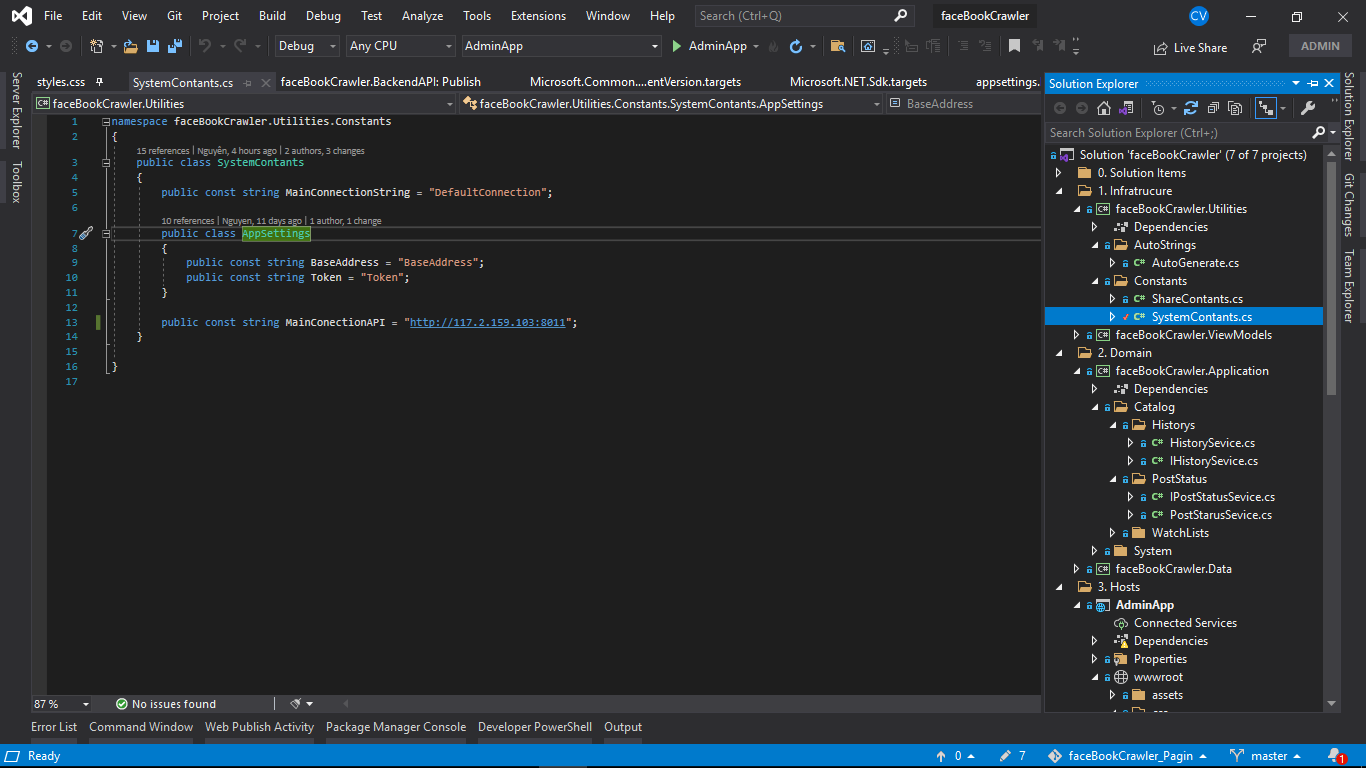 File Edit View Git Project Build Debug Test Analyze Tools Extensions Window Help Search (Ctrl+Q) faceBookCrawler CV
Debug Any CPU AdminApp AdminApp Live Share ADMIN
styles.css SystemContants.cs faceBookCrawler.BackendAPI: Publish Microsoft.Common....entVersion.targets Microsoft.NET.Sdk.targets appsettings.
faceBookCrawler.Utilities faceBookCrawler.Utilities.Constants.SystemContants.AppSettings BaseAddress
Server Explorer
Toolbox
1 namespace faceBookCrawler.Utilities.Constants
2 {
15 references | Nguyên, 4 hours ago | 2 authors, 3 changes
3 public class SystemContants
4 {
5 public const string MainConnectionString = "DefaultConnection";
6
10 references | Nguyen, 11 days ago | 1 author, 1 change
7 public class AppSettings
8 {
9 public const string BaseAddress = "BaseAddress";
10 public const string Token = "Token";
11 }
12
13 public const string MainConectionAPI = "http://117.2.159.103:8011";
14 }
15
16 }
17
87 % No issues found
Solution Explorer
Search Solution Explorer (Ctrl+;)
Solution 'faceBookCrawler' (7 of 7 projects)
0. Solution Items
1. Infratrucure
faceBookCrawler.Utilities
Dependencies
AutoStrings
AutoGenerate.cs
Constants
ShareContants.cs
SystemContants.cs
faceBookCrawler.ViewModels
2. Domain
faceBookCrawler.Application
Dependencies
Catalog
Historys
HistorySevice.cs
IHistorySevice.cs
PostStatus
IPostStatusSevice.cs
PostStarusSevice.cs
WatchLists
System
faceBookCrawler.Data
3. Hosts
AdminApp
Connected Services
Dependencies
Properties
wwwroot
assets
Solution Explorer
Git Changes
Team Explorer
Error List Command Window Web Publish Activity Package Manager Console Developer PowerShell Output
Ready 0 7 faceBookCrawler_Pagin master 1